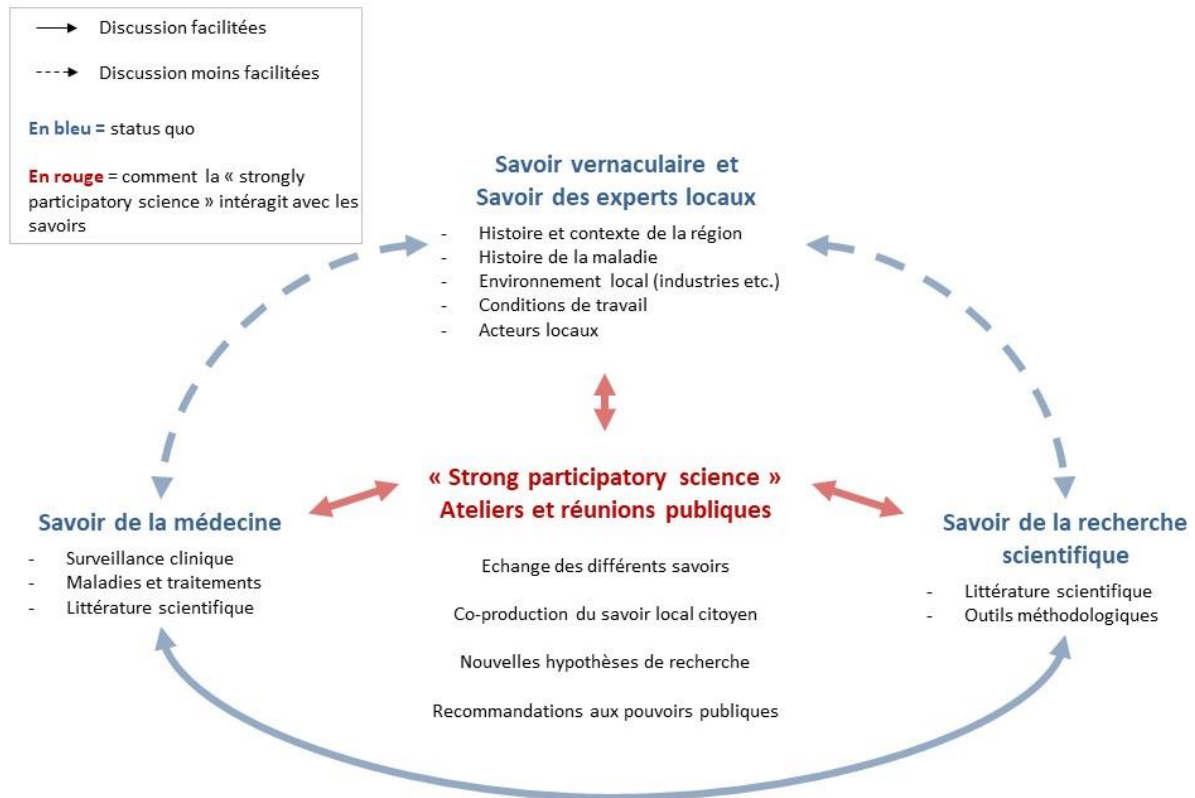 Discussion facilitées
Discussion moins facilitées
En bleu = status quo
En rouge = comment la « strongly
participatory science » intéragit avec les
savoirs
Savoir vernaculaire et
Savoir des experts locaux
- Histoire et contexte de la région
- Histoire de la maladie
- Environnement local (industries etc.)
- Conditions de travail
- Acteurs locaux
« Strong participatory science »
Ateliers et réunions publiques
Echange des différents savoirs
Co-production du savoir local citoyen
Nouvelles hypothèses de recherche
Recommandations aux pouvoirs publiques
Savoir de la médecine
- Surveillance clinique
- Maladies et traitements
- Littérature scientifique
Savoir de la recherche
scientifique
- Littérature scientifique
- Outils méthodologiques